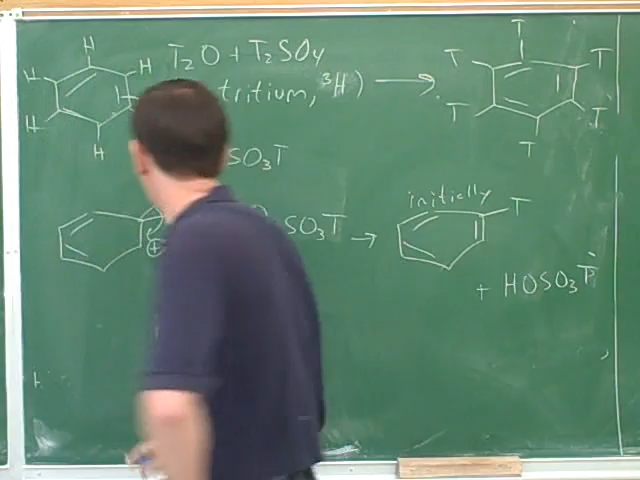 H
H H T₂O + T₂SO₄ T T T
H tritium, ³H) → T T
H T
SO₃T
initially
⊕ SO₃T → T
+ HOSO₃T